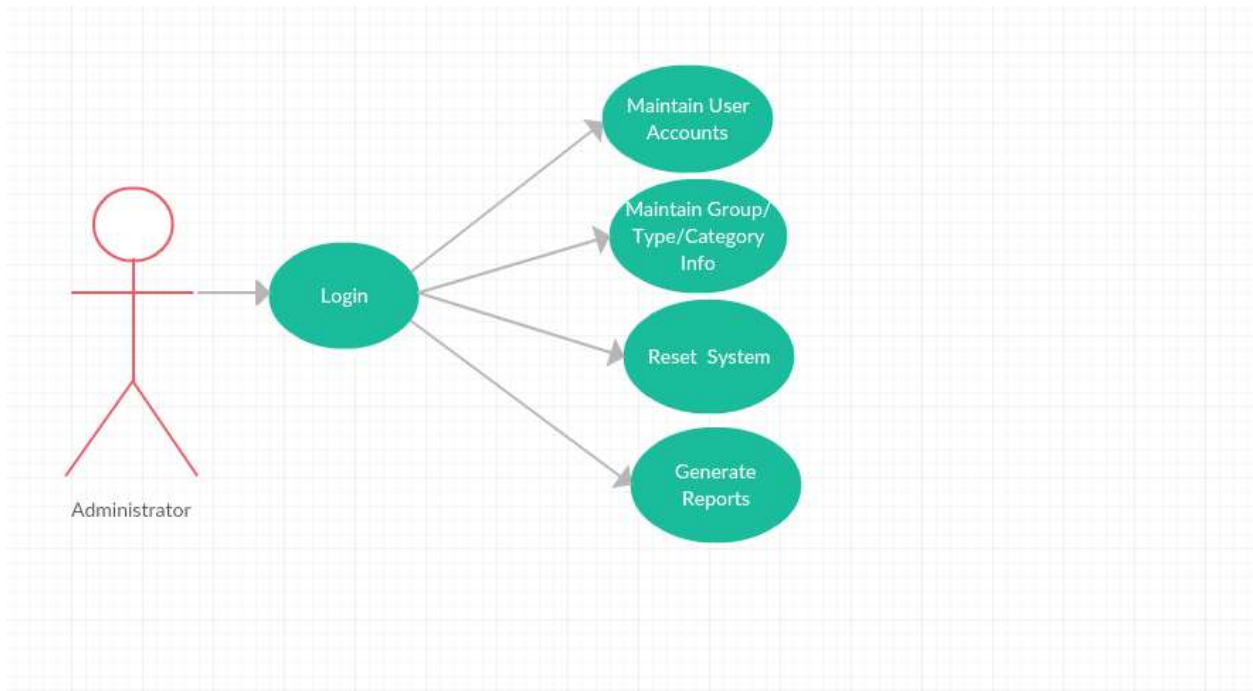 Maintain User
Accounts
Maintain Group/
Type/Category
Info
Login
Reset  System
Generate
Reports
Administrator